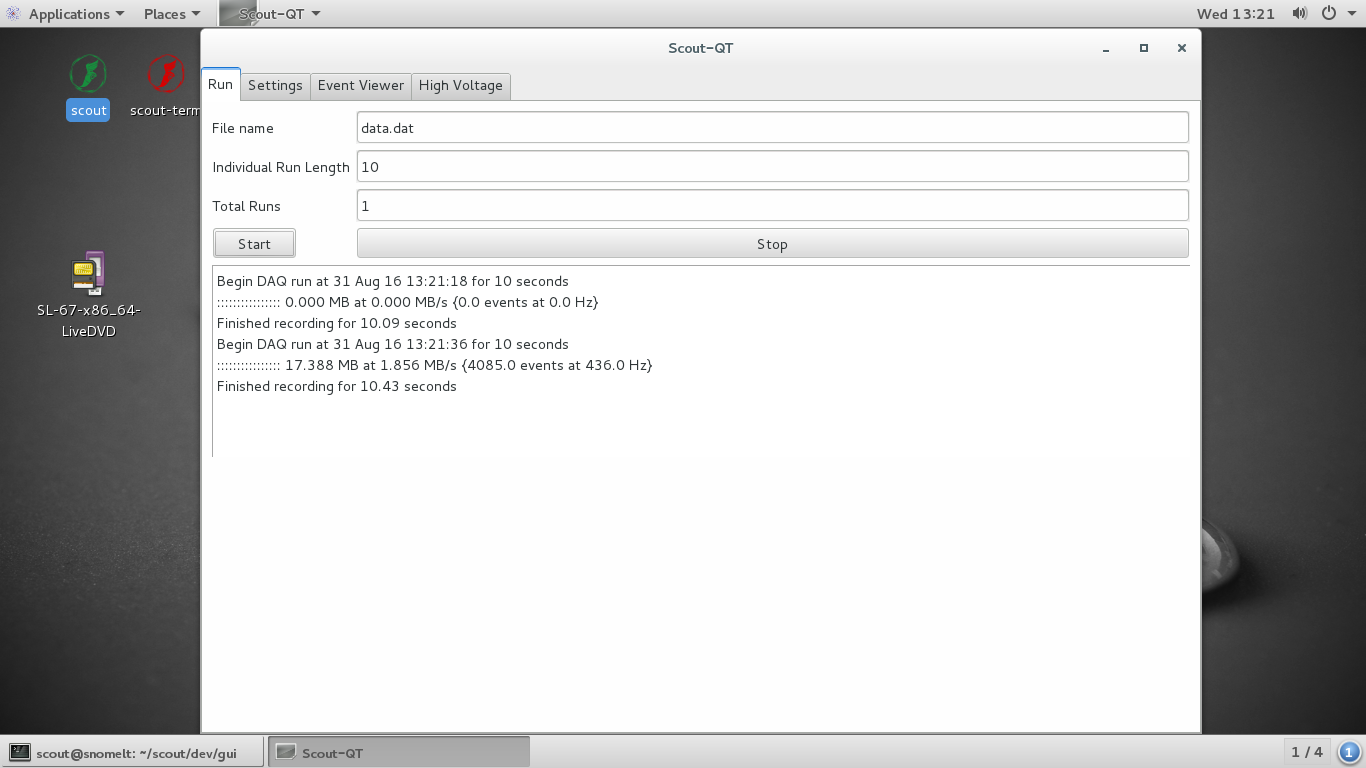 Applications Places Scout-QT Wed 13:21
Scout-QT
scout scout-term
SL-67-x86_64-
LiveDVD
Run Settings Event Viewer High Voltage
File name data.dat
Individual Run Length 10
Total Runs 1
Start Stop
Begin DAQ run at 31 Aug 16 13:21:18 for 10 seconds
:::::::::::::::: 0.000 MB at 0.000 MB/s {0.0 events at 0.0 Hz}
Finished recording for 10.09 seconds
Begin DAQ run at 31 Aug 16 13:21:36 for 10 seconds
:::::::::::::::: 17.388 MB at 1.856 MB/s {4085.0 events at 436.0 Hz}
Finished recording for 10.43 seconds
scout@snomelt: ~/scout/dev/gui Scout-QT 1 / 4 1